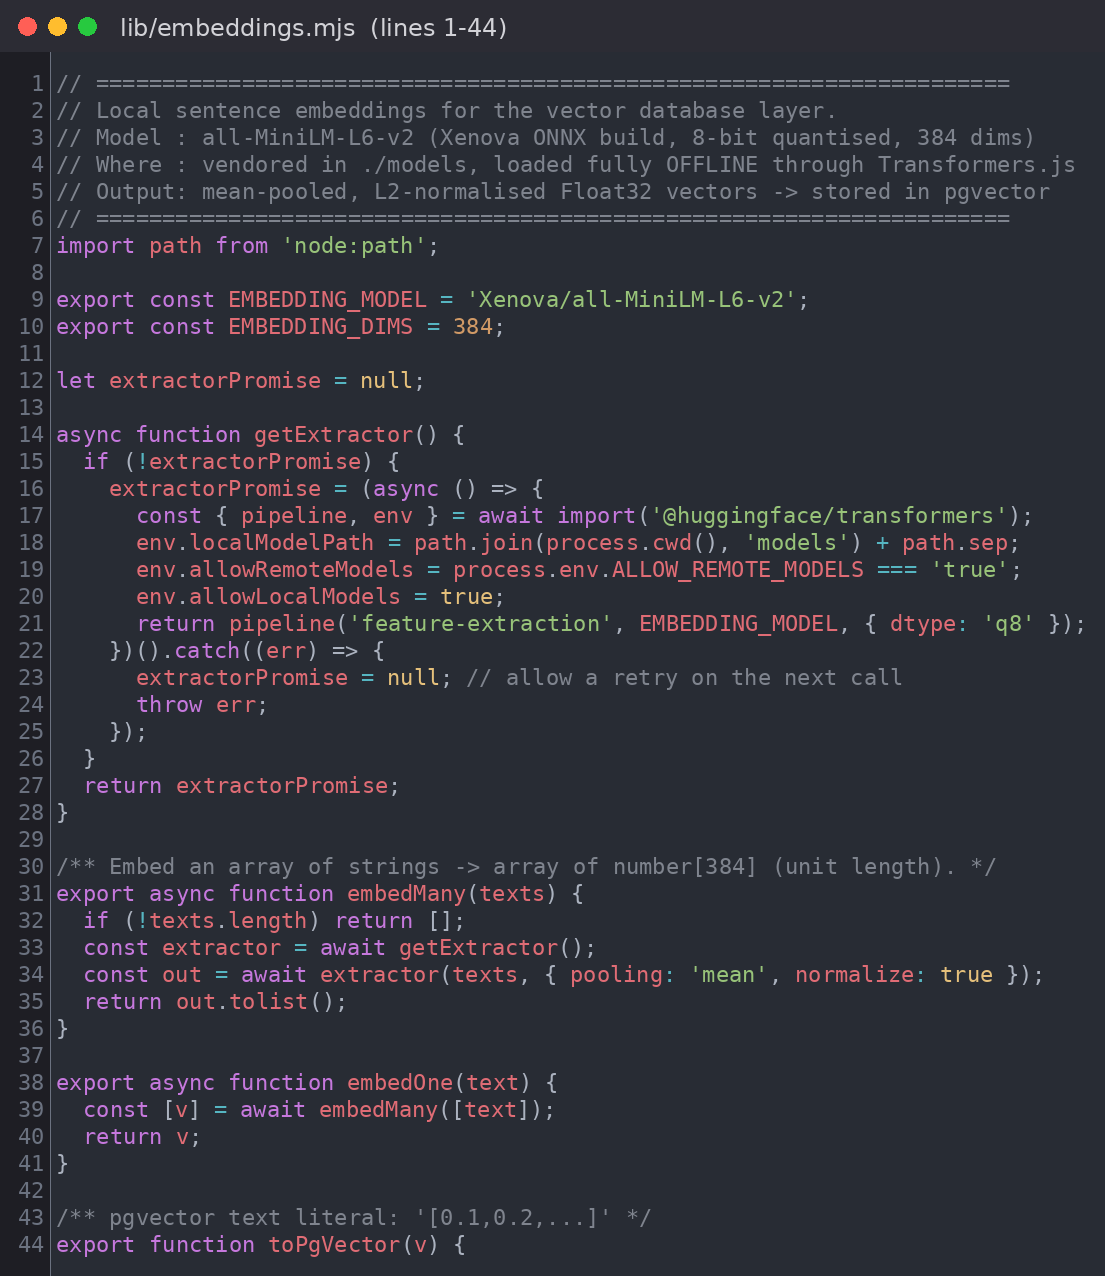 lib/embeddings.mjs  (lines 1-44)
1 // =====================================================================
2 // Local sentence embeddings for the vector database layer.
3 // Model : all-MiniLM-L6-v2 (Xenova ONNX build, 8-bit quantised, 384 dims)
4 // Where : vendored in ./models, loaded fully OFFLINE through Transformers.js
5 // Output: mean-pooled, L2-normalised Float32 vectors -> stored in pgvector
6 // =====================================================================
7 import path from 'node:path';
8
9 export const EMBEDDING_MODEL = 'Xenova/all-MiniLM-L6-v2';
10 export const EMBEDDING_DIMS = 384;
11
12 let extractorPromise = null;
13
14 async function getExtractor() {
15   if (!extractorPromise) {
16     extractorPromise = (async () => {
17       const { pipeline, env } = await import('@huggingface/transformers');
18       env.localModelPath = path.join(process.cwd(), 'models') + path.sep;
19       env.allowRemoteModels = process.env.ALLOW_REMOTE_MODELS === 'true';
20       env.allowLocalModels = true;
21       return pipeline('feature-extraction', EMBEDDING_MODEL, { dtype: 'q8' });
22     })().catch((err) => {
23       extractorPromise = null; // allow a retry on the next call
24       throw err;
25     });
26   }
27   return extractorPromise;
28 }
29
30 /** Embed an array of strings -> array of number[384] (unit length). */
31 export async function embedMany(texts) {
32   if (!texts.length) return [];
33   const extractor = await getExtractor();
34   const out = await extractor(texts, { pooling: 'mean', normalize: true });
35   return out.tolist();
36 }
37
38 export async function embedOne(text) {
39   const [v] = await embedMany([text]);
40   return v;
41 }
42
43 /** pgvector text literal: '[0.1,0.2,...]' */
44 export function toPgVector(v) {